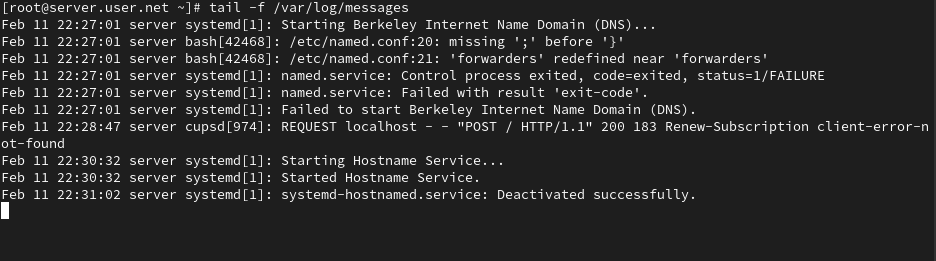 [root@server.user.net ~]# tail -f /var/log/messages
Feb 11 22:27:01 server systemd[1]: Starting Berkeley Internet Name Domain (DNS)...
Feb 11 22:27:01 server bash[42468]: /etc/named.conf:20: missing ';' before '}'
Feb 11 22:27:01 server bash[42468]: /etc/named.conf:21: 'forwarders' redefined near 'forwarders'
Feb 11 22:27:01 server systemd[1]: named.service: Control process exited, code=exited, status=1/FAILURE
Feb 11 22:27:01 server systemd[1]: named.service: Failed with result 'exit-code'.
Feb 11 22:27:01 server systemd[1]: Failed to start Berkeley Internet Name Domain (DNS).
Feb 11 22:28:47 server cupsd[974]: REQUEST localhost - - "POST / HTTP/1.1" 200 183 Renew-Subscription client-error-n
ot-found
Feb 11 22:30:32 server systemd[1]: Starting Hostname Service...
Feb 11 22:30:32 server systemd[1]: Started Hostname Service.
Feb 11 22:31:02 server systemd[1]: systemd-hostnamed.service: Deactivated successfully.